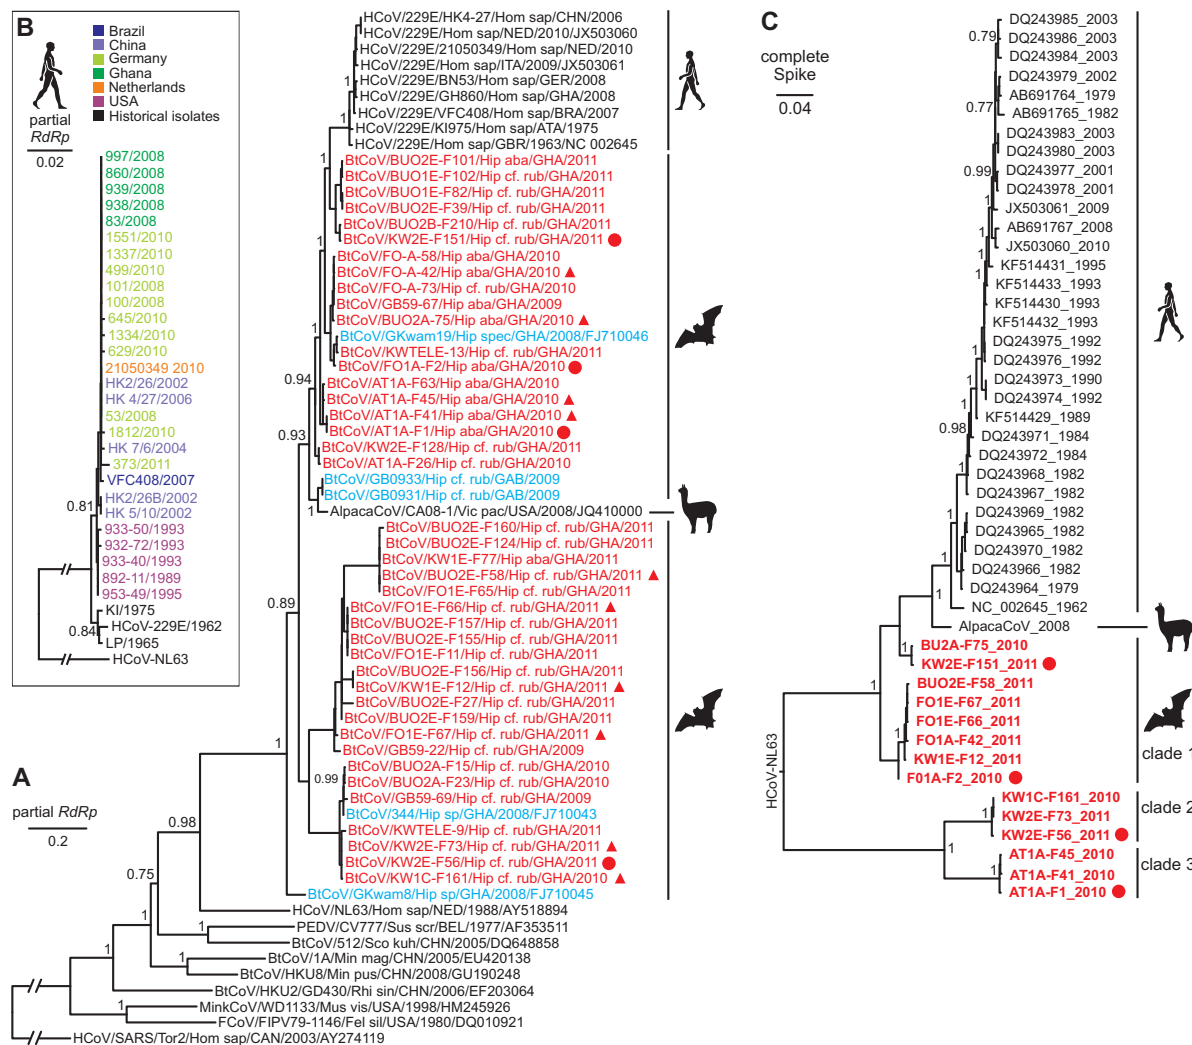 B
Brazil
China
Germany
Ghana
Netherlands
USA
Historical isolates
partial
RdRp
0.02
997/2008
860/2008
939/2008
938/2008
83/2008
1551/2010
1337/2010
499/2010
101/2008
100/2008
645/2010
1334/2010
629/2010
21050349 2010
HK2/26/2002
HK 4/27/2006
53/2008
1812/2010
HK 7/6/2004
373/2011
VFC408/2007
HK2/26B/2002
HK 5/10/2002
0.81
933-50/1993
932-72/1993
933-40/1993
892-11/1989
953-49/1995
KI/1975
HCoV-229E/1962
0.84
LP/1965
HCoV-NL63
A
partial RdRp
0.2
HCoV/229E/HK4-27/Hom sap/CHN/2006
HCoV/229E/Hom sap/NED/2010/JX503060
HCoV/229E/21050349/Hom sap/NED/2010
HCoV/229E/Hom sap/ITA/2009/JX503061
HCoV/229E/BN53/Hom sap/GER/2008
HCoV/229E/GH860/Hom sap/GHA/2008
HCoV/229E/VFC408/Hom sap/BRA/2007
HCoV/229E/KI975/Hom sap/ATA/1975
HCoV/229E/Hom sap/GBR/1963/NC 002645
BtCoV/BUO2E-F101/Hip aba/GHA/2011
BtCoV/BUO1E-F102/Hip cf. rub/GHA/2011
BtCoV/BUO1E-F82/Hip cf. rub/GHA/2011
BtCoV/BUO2E-F39/Hip cf. rub/GHA/2011
BtCoV/BUO2B-F210/Hip cf. rub/GHA/2011
BtCoV/KW2E-F151/Hip cf. rub/GHA/2011
BtCoV/FO-A-58/Hip aba/GHA/2010
BtCoV/FO-A-42/Hip aba/GHA/2010
BtCoV/FO-A-73/Hip cf. rub/GHA/2010
BtCoV/GB59-67/Hip aba/GHA/2009
BtCoV/BUO2A-75/Hip aba/GHA/2010
BtCoV/GKwam19/Hip spec/GHA/2008/FJ710046
BtCoV/KWTELE-13/Hip cf. rub/GHA/2011
BtCoV/FO1A-F2/Hip aba/GHA/2010
BtCoV/AT1A-F63/Hip aba/GHA/2010
BtCoV/AT1A-F45/Hip aba/GHA/2010
BtCoV/AT1A-F41/Hip aba/GHA/2010
BtCoV/AT1A-F1/Hip aba/GHA/2010
BtCoV/KW2E-F128/Hip cf. rub/GHA/2011
BtCoV/AT1A-F26/Hip cf. rub/GHA/2010
BtCoV/GB0933/Hip cf. rub/GAB/2009
BtCoV/GB0931/Hip cf. rub/GAB/2009
AlpacaCoV/CA08-1/Vic pac/USA/2008/JQ410000
BtCoV/BUO2E-F160/Hip cf. rub/GHA/2011
BtCoV/BUO2E-F124/Hip cf. rub/GHA/2011
BtCoV/KW1E-F77/Hip aba/GHA/2011
BtCoV/BUO2E-F58/Hip cf. rub/GHA/2011
BtCoV/FO1E-F65/Hip cf. rub/GHA/2011
BtCoV/FO1E-F66/Hip cf. rub/GHA/2011
BtCoV/BUO2E-F157/Hip cf. rub/GHA/2011
BtCoV/BUO2E-F155/Hip cf. rub/GHA/2011
BtCoV/FO1E-F11/Hip cf. rub/GHA/2011
BtCoV/BUO2E-F156/Hip cf. rub/GHA/2011
BtCoV/KW1E-F12/Hip cf. rub/GHA/2011
BtCoV/BUO2E-F27/Hip cf. rub/GHA/2011
BtCoV/BUO2E-F159/Hip cf. rub/GHA/2011
BtCoV/FO1E-F67/Hip cf. rub/GHA/2011
BtCoV/GB59-22/Hip cf. rub/GHA/2009
BtCoV/BUO2A-F15/Hip cf. rub/GHA/2010
BtCoV/BUO2A-F23/Hip cf. rub/GHA/2010
BtCoV/GB59-69/Hip cf. rub/GHA/2009
BtCoV/344/Hip sp/GHA/2008/FJ710043
BtCoV/KWTELE-9/Hip cf. rub/GHA/2011
BtCoV/KW2E-F73/Hip cf. rub/GHA/2011
BtCoV/KW2E-F56/Hip cf. rub/GHA/2011
BtCoV/KW1C-F161/Hip cf. rub/GHA/2010
BtCoV/GKwam8/Hip sp/GHA/2008/FJ710045
HCoV/NL63/Hom sap/NED/1988/AY518894
PEDV/CV777/Sus scr/BEL/1977/AF353511
BtCoV/512/Sco kuh/CHN/2005/DQ648858
BtCoV/1A/Min mag/CHN/2005/EU420138
BtCoV/HKU8/Min pus/CHN/2008/GU190248
BtCoV/HKU2/GD430/Rhi sin/CHN/2006/EF203064
MinkCoV/WD1133/Mus vis/USA/1998/HM245926
FCoV/FIPV79-1146/Fel sil/USA/1980/DQ010921
HCoV/SARS/Tor2/Hom sap/CAN/2003/AY274119
1
1
1
1
0.94
0.93
0.89
1
0.99
0.98
0.75
1
1
1
1
C
complete
Spike
0.04
DQ243985_2003
DQ243986_2003
DQ243984_2003
DQ243979_2002
AB691764_1979
AB691765_1982
DQ243983_2003
DQ243980_2003
DQ243977_2001
DQ243978_2001
JX503061_2009
AB691767_2008
JX503060_2010
KF514431_1995
KF514433_1993
KF514430_1993
KF514432_1993
DQ243975_1992
DQ243976_1992
DQ243973_1990
DQ243974_1992
KF514429_1989
DQ243971_1984
DQ243972_1984
DQ243968_1982
DQ243967_1982
DQ243969_1982
DQ243965_1982
DQ243970_1982
DQ243966_1982
DQ243964_1979
NC_002645_1962
AlpacaCoV_2008
BU2A-F75_2010
KW2E-F151_2011
BUO2E-F58_2011
FO1E-F67_2011
FO1E-F66_2011
FO1A-F42_2011
KW1E-F12_2011
F01A-F2_2010
clade 1
KW1C-F161_2010
KW2E-F73_2011
KW2E-F56_2011
clade 2
AT1A-F45_2010
AT1A-F41_2010
AT1A-F1_2010
clade 3
HCoV-NL63
0.79
0.77
0.99
1
1
1
1
1
1
0.98
1
1
1
1
1
1
1
1